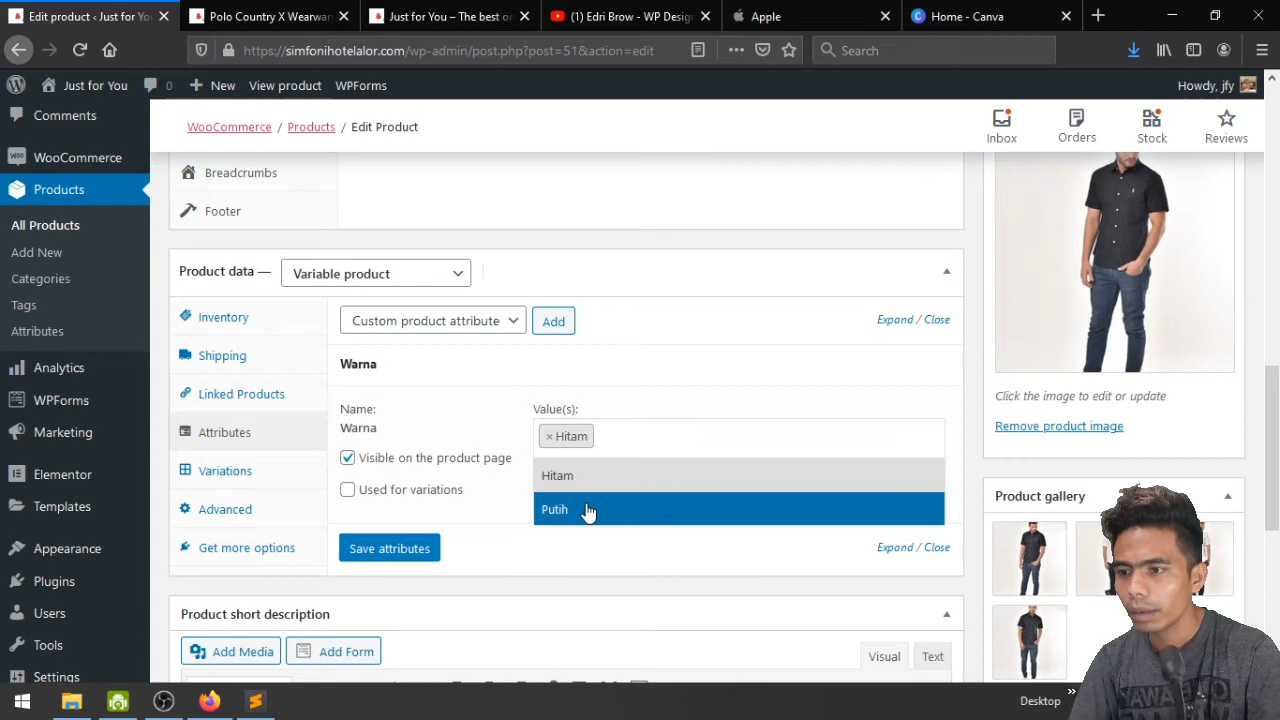 Edit product ‹ Just for Yo
Polo Country X Wearwar
Just for You – The best on
(1) Edri Brow - WP Design
Apple
Home - Canva
https://simfonihotelalor.com/wp-admin/post.php?post=51&action=edit
Search
Just for You
0
New
View product
WPForms
Howdy, jfy
Comments
WooCommerce
Products
All Products
Add New
Categories
Tags
Attributes
Analytics
WPForms
Marketing
Elementor
Templates
Appearance
Plugins
Users
Tools
Settings
WooCommerce / Products / Edit Product
Inbox
Orders
Stock
Reviews
Breadcrumbs
Footer
Product data —
Variable product
Inventory
Shipping
Linked Products
Attributes
Variations
Advanced
Get more options
Custom product attribute
Add
Expand / Close
Warna
Name:
Warna
Visible on the product page
Used for variations
Value(s):
× Hitam
Hitam
Putih
Save attributes
Expand / Close
Product short description
Add Media
Add Form
Visual
Text
Click the image to edit or update
Remove product image
Product gallery
Desktop